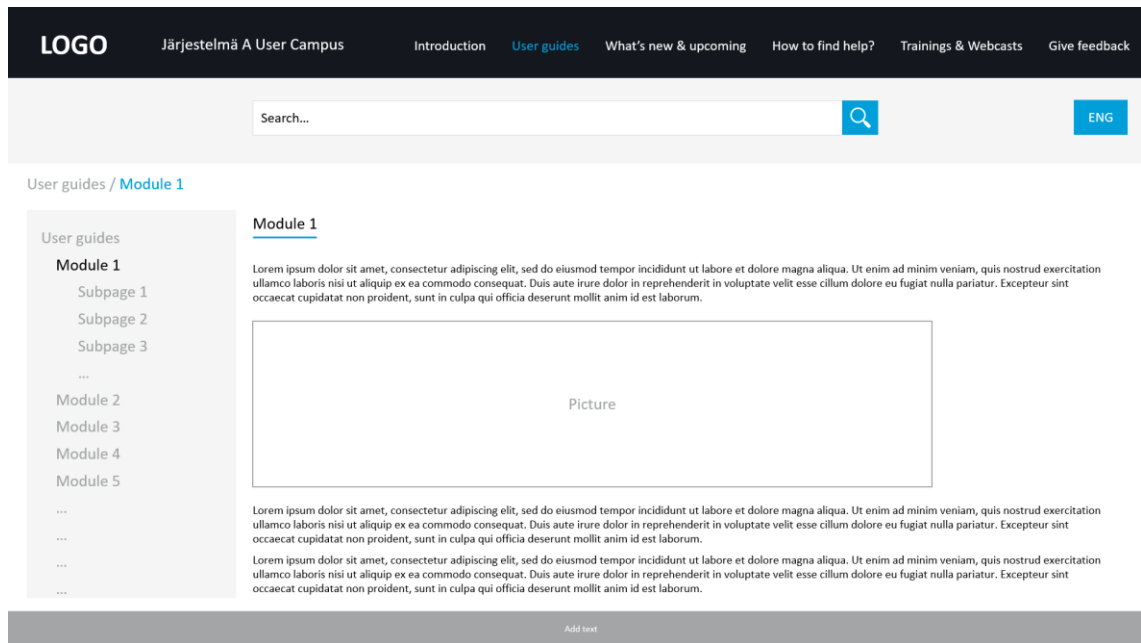 LOGO
Järjestelmä A User Campus
Introduction
User guides
What's new & upcoming
How to find help?
Trainings & Webcasts
Give feedback
Search...
ENG
User guides / Module 1
User guides
Module 1
Subpage 1
Subpage 2
Subpage 3
...
Module 2
Module 3
Module 4
Module 5
...
...
...
...
Module 1
Lorem ipsum dolor sit amet, consectetur adipiscing elit, sed do eiusmod tempor incididunt ut labore et dolore magna aliqua. Ut enim ad minim veniam, quis nostrud exercitation
ullamco laboris nisi ut aliquip ex ea commodo consequat. Duis aute irure dolor in reprehenderit in voluptate velit esse cillum dolore eu fugiat nulla pariatur. Excepteur sint
occaecat cupidatat non proident, sunt in culpa qui officia deserunt mollit anim id est laborum.
Picture
Lorem ipsum dolor sit amet, consectetur adipiscing elit, sed do eiusmod tempor incididunt ut labore et dolore magna aliqua. Ut enim ad minim veniam, quis nostrud exercitation
ullamco laboris nisi ut aliquip ex ea commodo consequat. Duis aute irure dolor in reprehenderit in voluptate velit esse cillum dolore eu fugiat nulla pariatur. Excepteur sint
occaecat cupidatat non proident, sunt in culpa qui officia deserunt mollit anim id est laborum.
Lorem ipsum dolor sit amet, consectetur adipiscing elit, sed do eiusmod tempor incididunt ut labore et dolore magna aliqua. Ut enim ad minim veniam, quis nostrud exercitation
ullamco laboris nisi ut aliquip ex ea commodo consequat. Duis aute irure dolor in reprehenderit in voluptate velit esse cillum dolore eu fugiat nulla pariatur. Excepteur sint
occaecat cupidatat non proident, sunt in culpa qui officia deserunt mollit anim id est laborum.
Add text